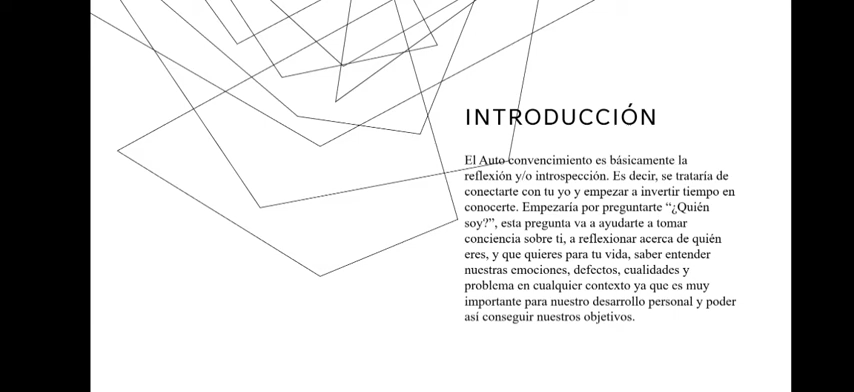 INTRODUCCIÓN
El Auto convencimiento es básicamente la
reflexión y/o introspección. Es decir, se trataría de
conectarte con tu yo y empezar a invertir tiempo en
conocerte. Empezaría por preguntarte “¿Quién
soy?”, esta pregunta va a ayudarte a tomar
conciencia sobre ti, a reflexionar acerca de quién
eres, y que quieres para tu vida, saber entender
nuestras emociones, defectos, cualidades y
problema en cualquier contexto ya que es muy
importante para nuestro desarrollo personal y poder
así conseguir nuestros objetivos.